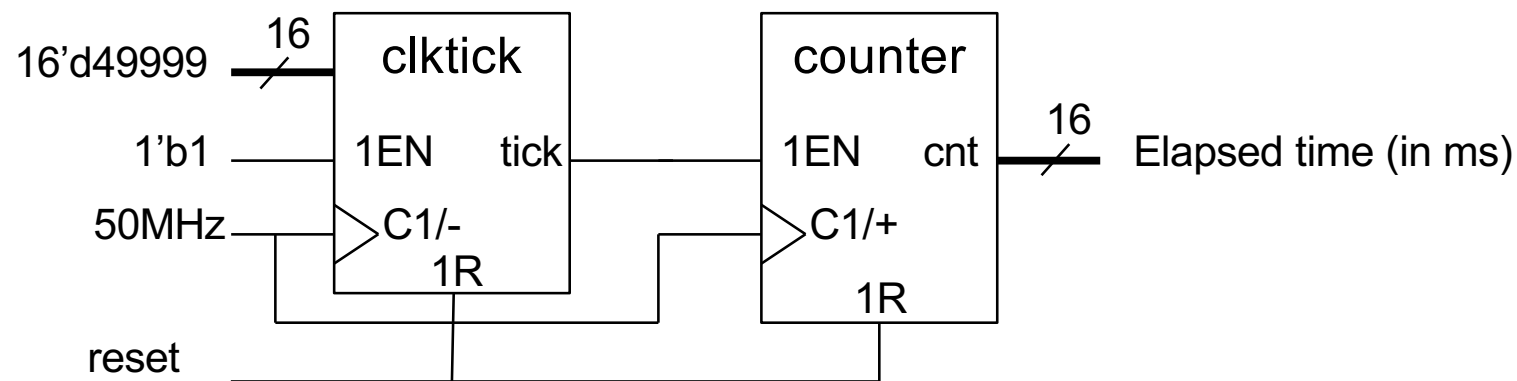 16’d49999
16
clktick
1’b1
1EN
tick
50MHz
C1/-
1R
reset
counter
1EN
cnt
16
Elapsed time (in ms)
C1/+
1R